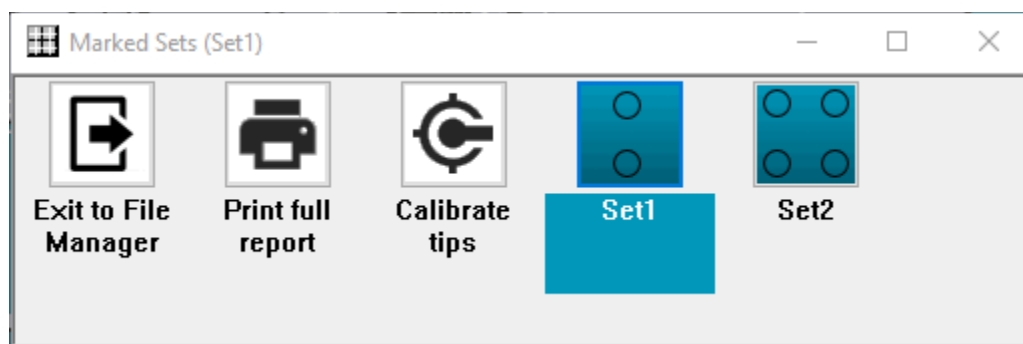 Marked Sets (Set1)
Exit to File
Manager
Print full
report
Calibrate
tips
Set1
Set2